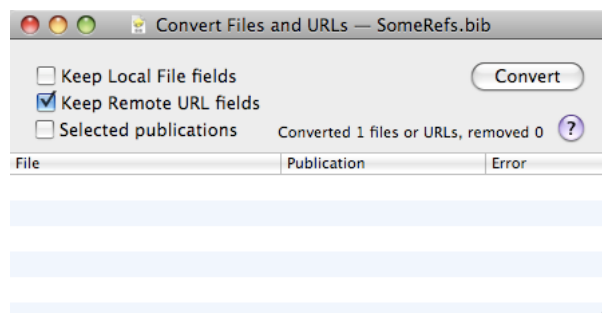 Convert Files and URLs — SomeRefs.bib
Keep Local File fields
Convert
Keep Remote URL fields
Selected publications
Converted 1 files or URLs, removed 0
?
File Publication Error